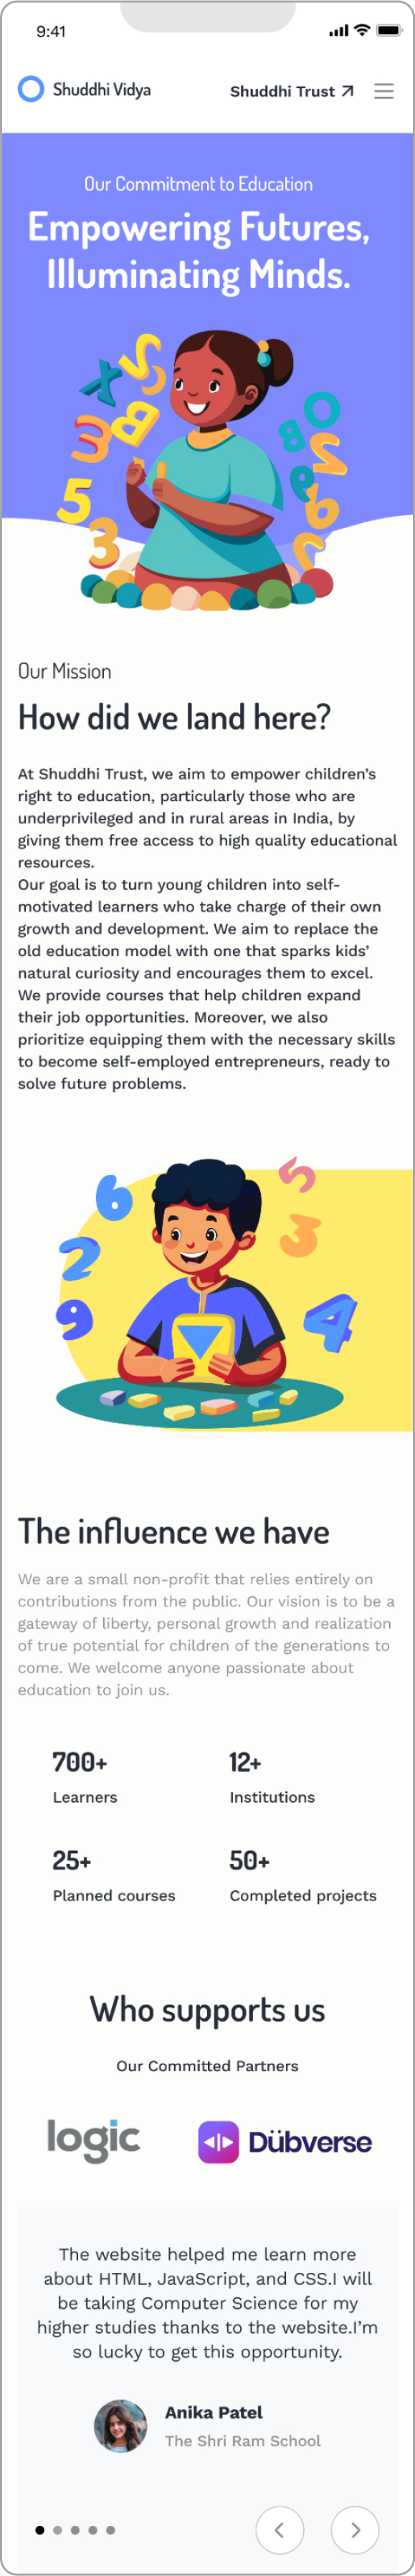 9:41
Shuddhi Vidya
Shuddhi Trust
Our Commitment to Education
Empowering Futures,
Illuminating Minds.
Our Mission
How did we land here?
At Shuddhi Trust, we aim to empower children's
right to education, particularly those who are
underprivileged and in rural areas in India, by
giving them free access to high quality educational
resources.
Our goal is to turn young children into self-
motivated learners who take charge of their own
growth and development. We aim to replace the
old education model with one that sparks kids'
natural curiosity and encourages them to excel.
We provide courses that help children expand
their job opportunities. Moreover, we also
prioritize equipping them with the necessary skills
to become self-employed entrepreneurs, ready to
solve future problems.
6
5
2
3
9
4
The influence we have
We are a small non-profit that relies entirely on
contributions from the public. Our vision is to be a
gateway of liberty, personal growth and realization
of true potential for children of the generations to
come. We welcome anyone passionate about
education to join us.
700+
12+
Learners
Institutions
25+
50+
Planned courses
Completed projects
Who supports us
Our Committed Partners
logic
Dübverse
The website helped me learn more
about HTML, JavaScript, and CSS.I will
be taking Computer Science for my
higher studies thanks to the website.I'm
so lucky to get this opportunity.
Anika Patel
The Shri Ram School